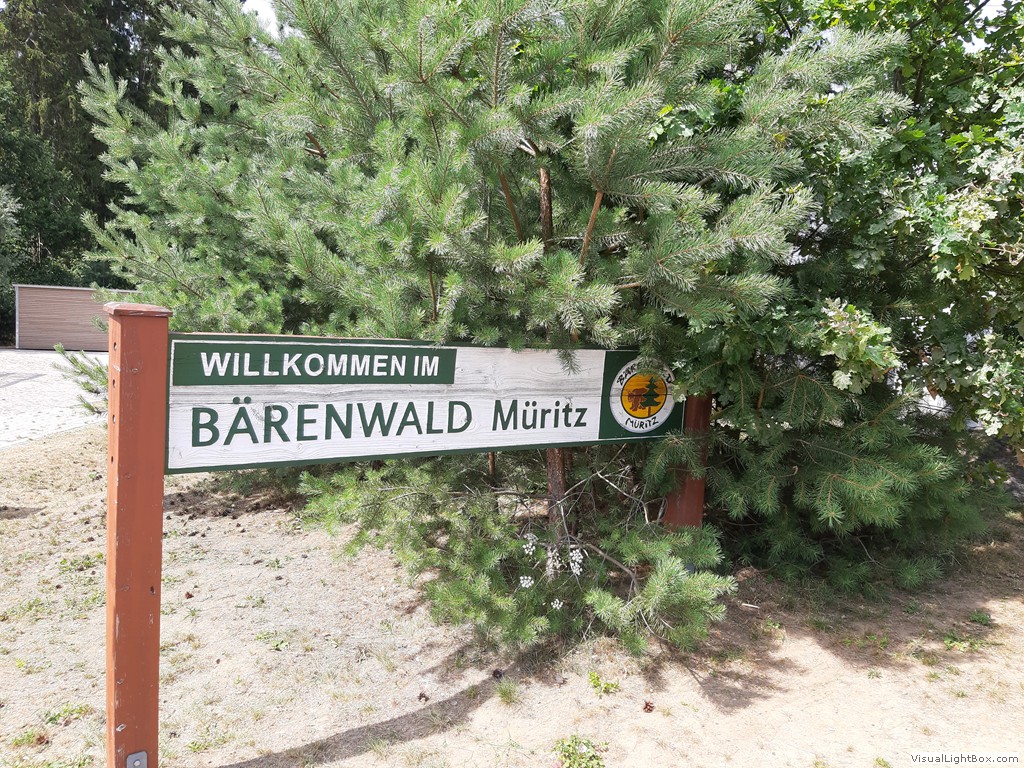 WILLKOMMEN IM
BÄRENWALD Müritz
MÜRITZ
VisualLightBox.com